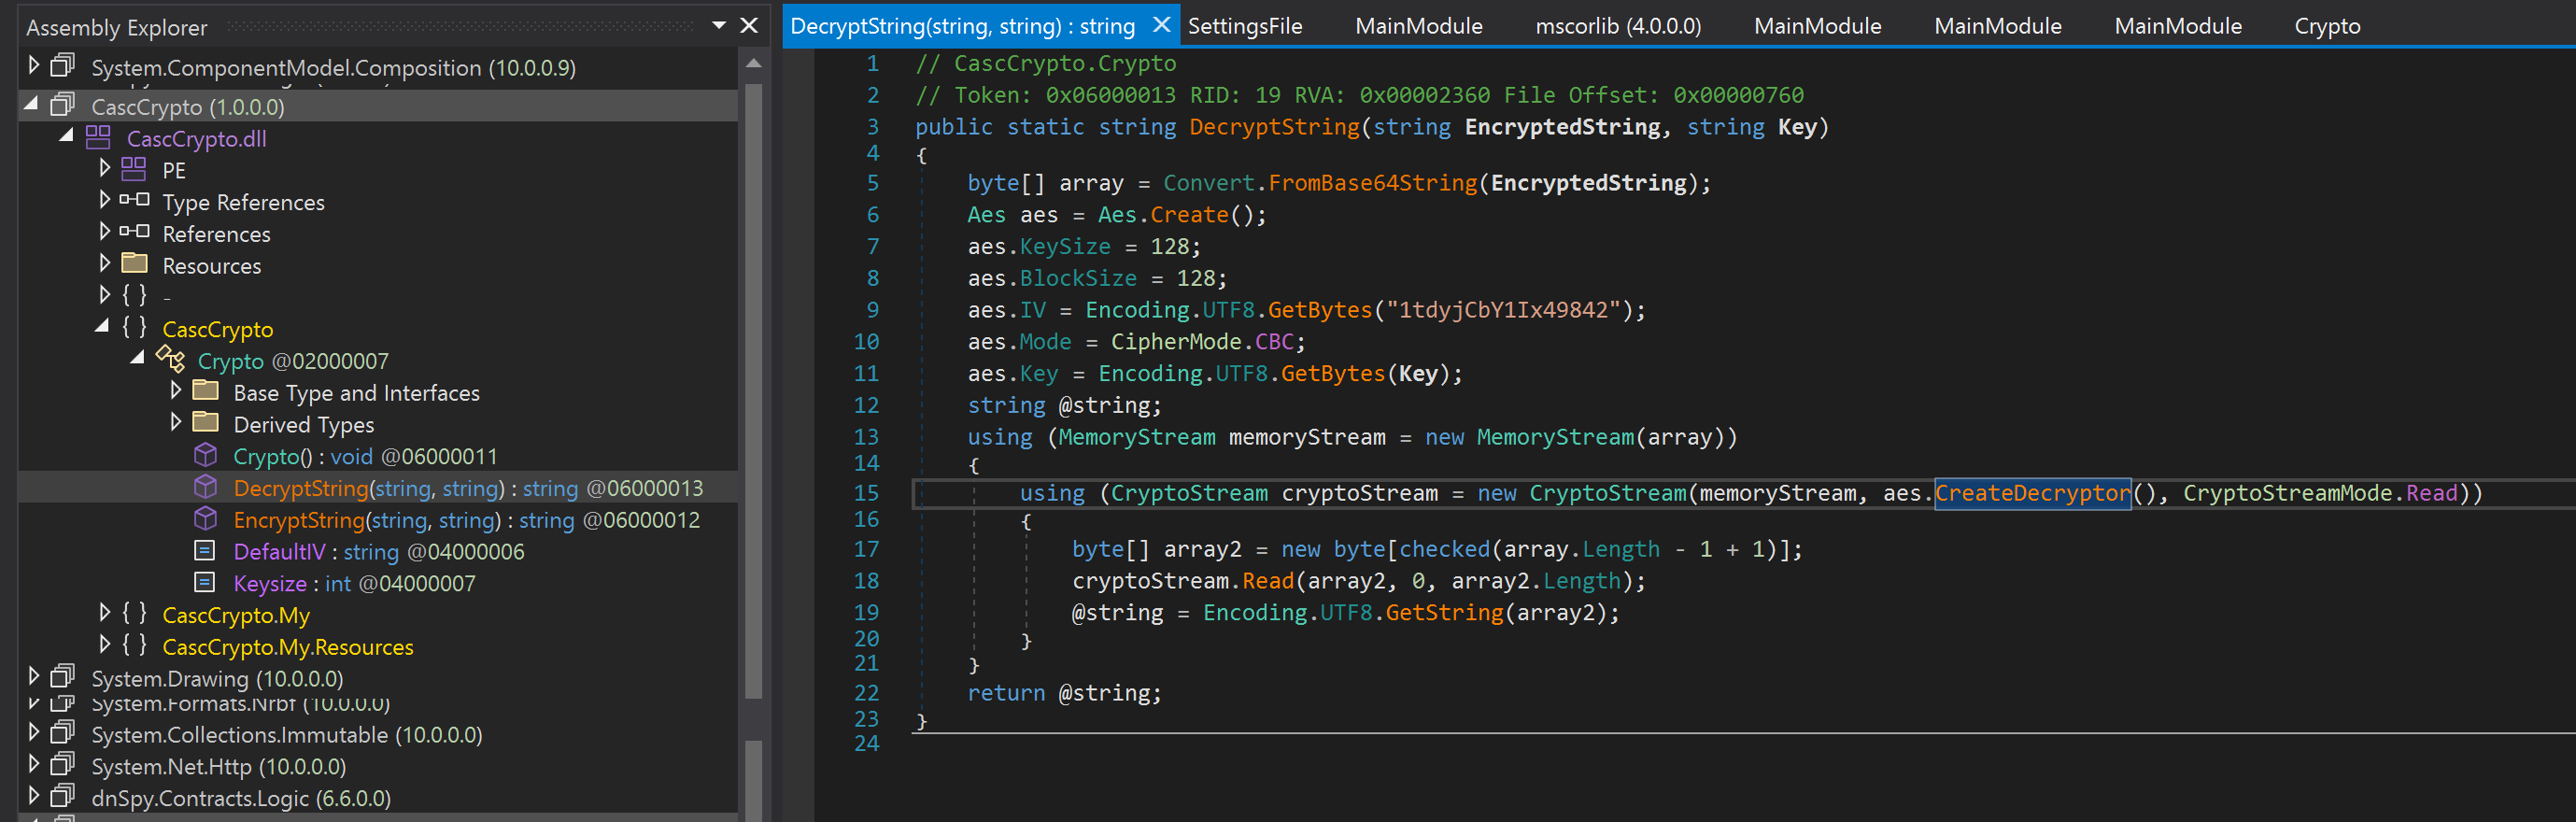 Assembly Explorer
System.ComponentModel.Composition (10.0.0.9)
CascCrypto (1.0.0.0)
CascCrypto.dll
PE
Type References
References
Resources
{ } -
{ } CascCrypto
Crypto @02000007
Base Type and Interfaces
Derived Types
Crypto() : void @06000011
DecryptString(string, string) : string @06000013
EncryptString(string, string) : string @06000012
DefaultIV : string @04000006
Keysize : int @04000007
{ } CascCrypto.My
{ } CascCrypto.My.Resources
System.Drawing (10.0.0.0)
System.Formats.Nrbf (10.0.0.0)
System.Collections.Immutable (10.0.0.0)
System.Net.Http (10.0.0.0)
dnSpy.Contracts.Logic (6.6.0.0)
DecryptString(string, string) : string SettingsFile MainModule mscorlib (4.0.0.0) MainModule MainModule MainModule Crypto
1 // CascCrypto.Crypto
2 // Token: 0x06000013 RID: 19 RVA: 0x00002360 File Offset: 0x00000760
3 public static string DecryptString(string EncryptedString, string Key)
4 {
5 byte[] array = Convert.FromBase64String(EncryptedString);
6 Aes aes = Aes.Create();
7 aes.KeySize = 128;
8 aes.BlockSize = 128;
9 aes.IV = Encoding.UTF8.GetBytes("1tdyjCbY1Ix49842");
10 aes.Mode = CipherMode.CBC;
11 aes.Key = Encoding.UTF8.GetBytes(Key);
12 string @string;
13 using (MemoryStream memoryStream = new MemoryStream(array))
14 {
15 using (CryptoStream cryptoStream = new CryptoStream(memoryStream, aes.CreateDecryptor(), CryptoStreamMode.Read))
16 {
17 byte[] array2 = new byte[checked(array.Length - 1 + 1)];
18 cryptoStream.Read(array2, 0, array2.Length);
19 @string = Encoding.UTF8.GetString(array2);
20 }
21 }
22 return @string;
23 }
24